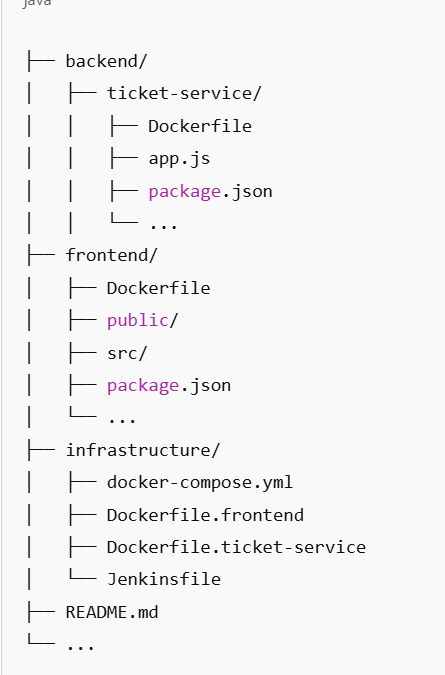 java
├── backend/
│   ├── ticket-service/
│   │   ├── Dockerfile
│   │   ├── app.js
│   │   ├── package.json
│   │   └── ...
├── frontend/
│   ├── Dockerfile
│   ├── public/
│   ├── src/
│   ├── package.json
│   └── ...
├── infrastructure/
│   ├── docker-compose.yml
│   ├── Dockerfile.frontend
│   ├── Dockerfile.ticket-service
│   └── Jenkinsfile
├── README.md
└── ...